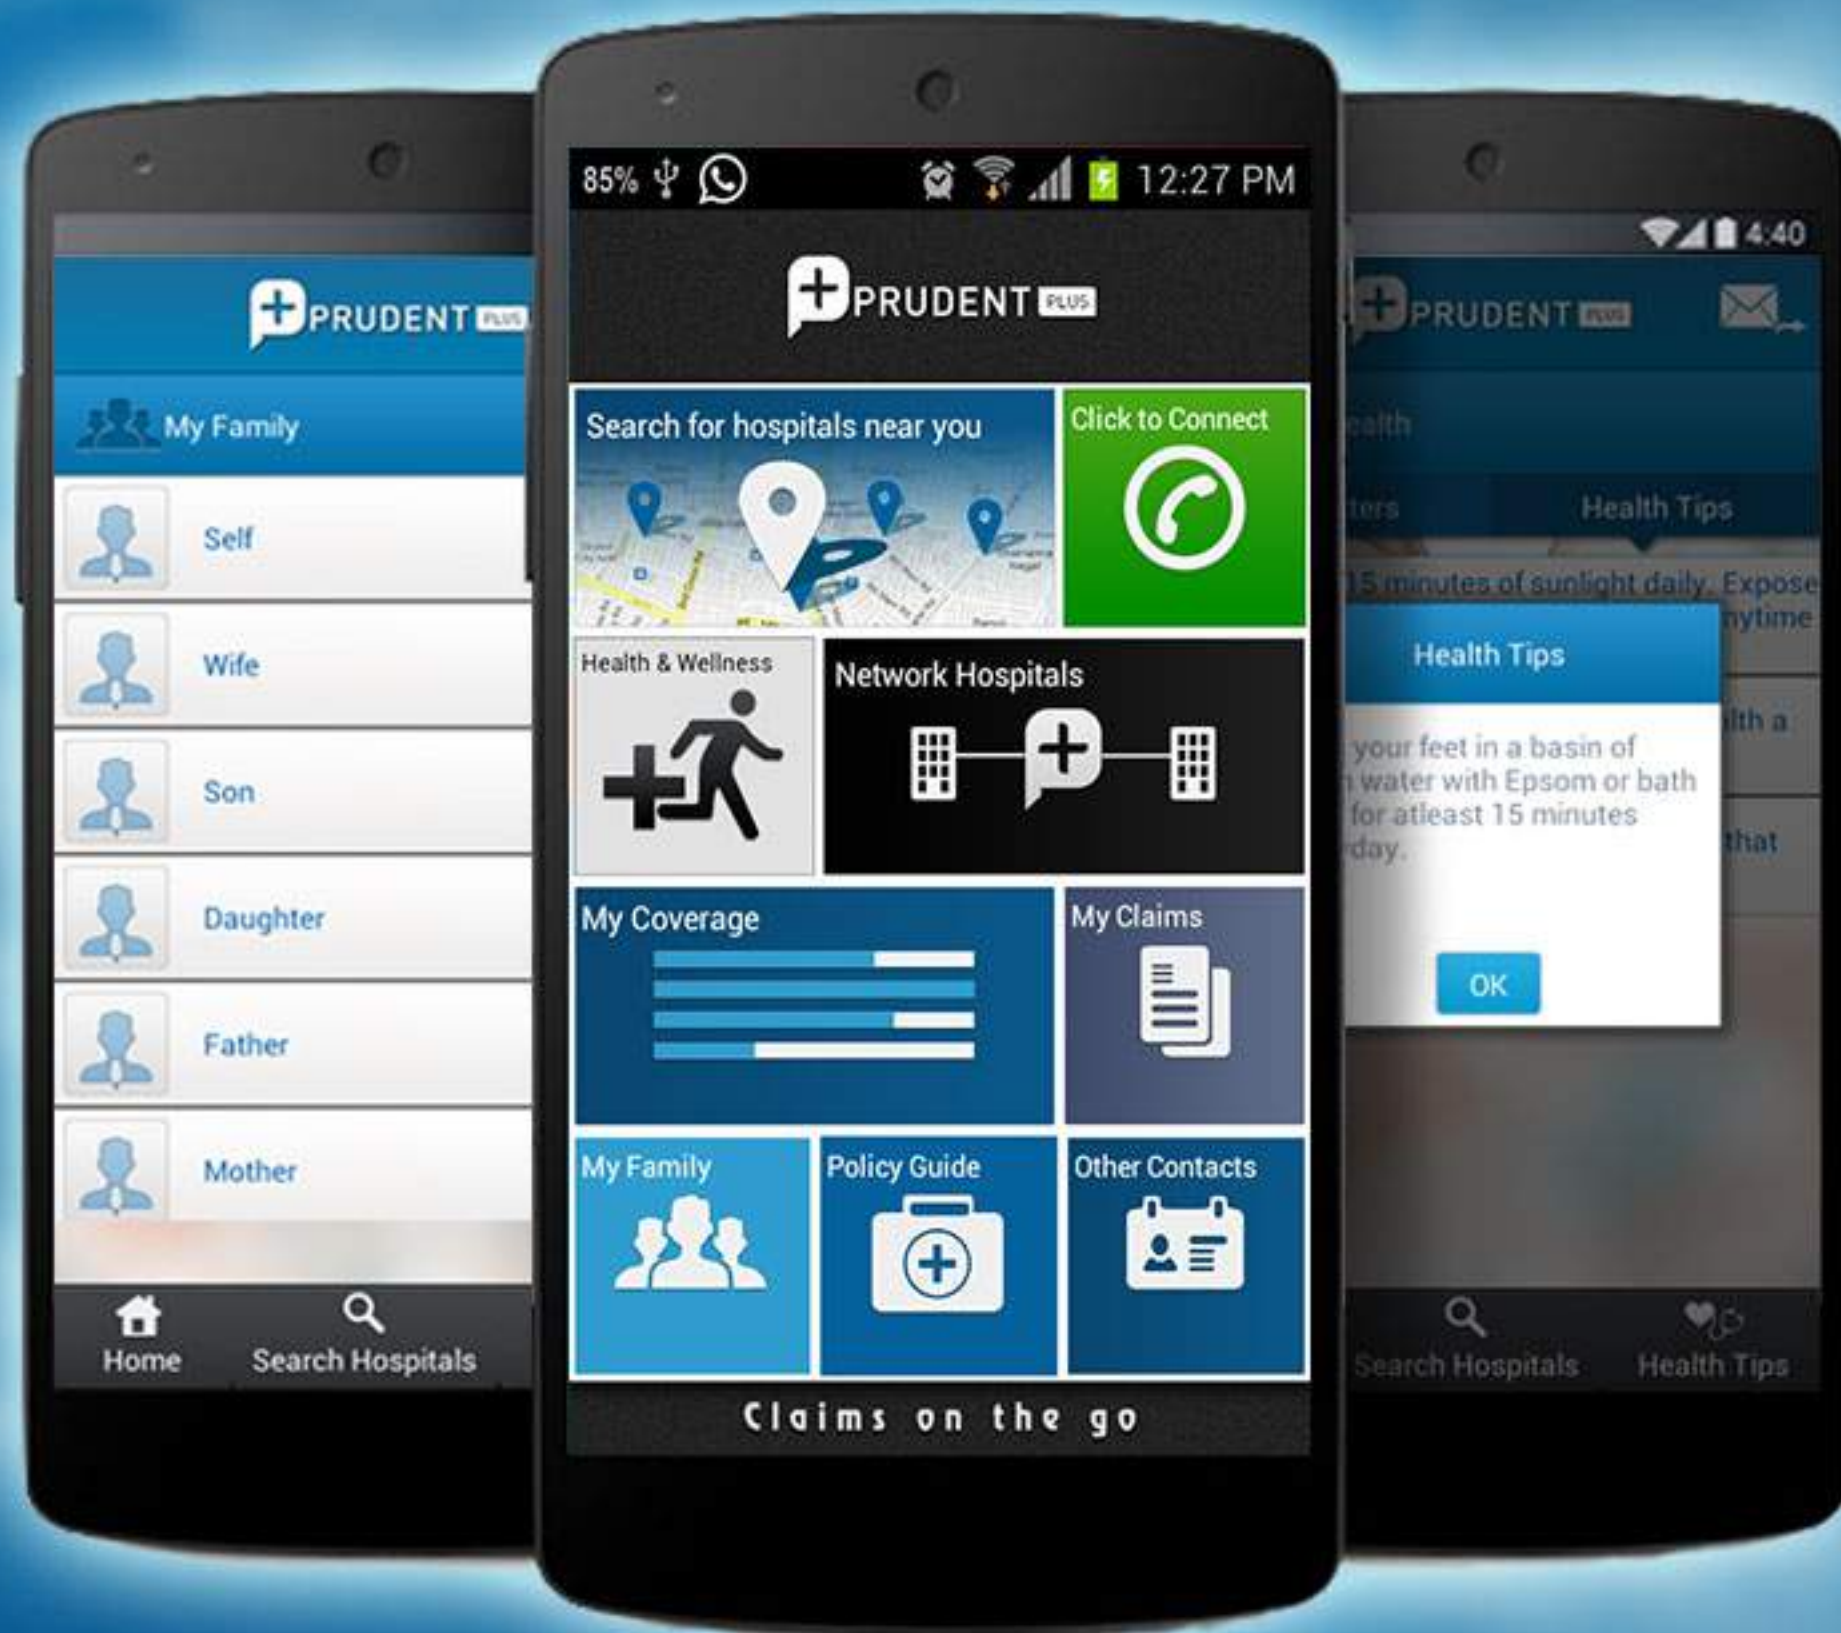 PRUDENT PLUS
My Family
Self
Wife
Son
Daughter
Father
Mother
Home
Search Hospitals
85%
12:27 PM
PRUDENT PLUS
Search for hospitals near you
Click to Connect
Health & Wellness
Network Hospitals
My Coverage
My Claims
My Family
Policy Guide
Other Contacts
Claims on the go
4:40
PRUDENT PLUS
Health Tips
15 minutes of sunlight daily. Expose
Health Tips
your feet in a basin of
water with Epsom or bath
for atleast 15 minutes
that
OK
Search Hospitals
Health Tips